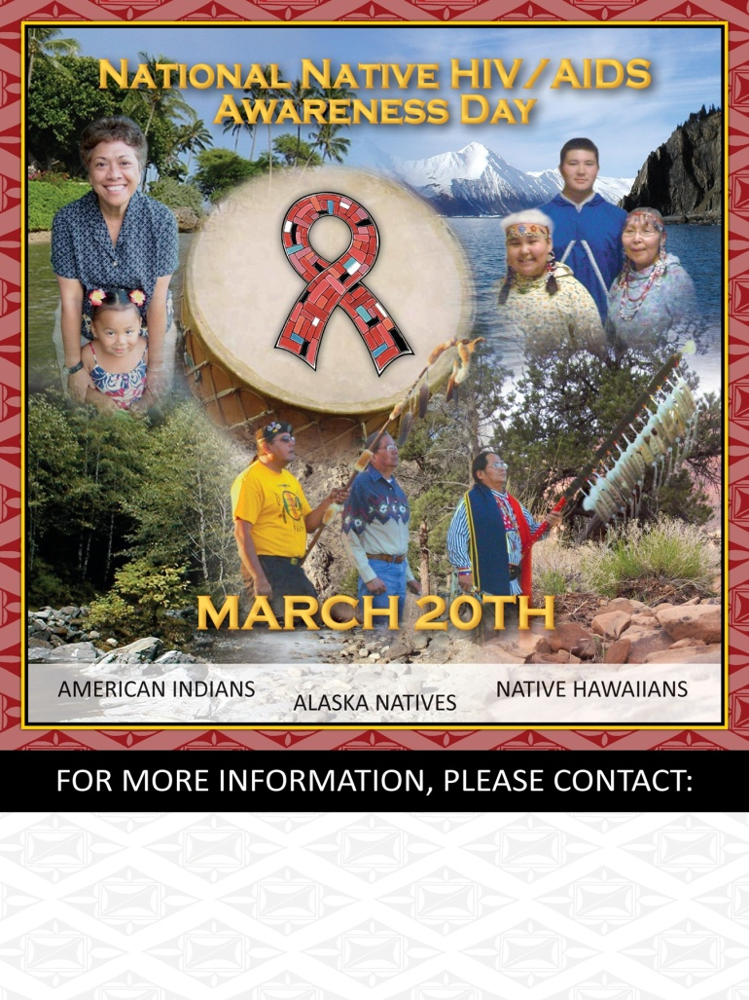 National Native HIV/AIDS
Awareness Day
MARCH 20TH
AMERICAN INDIANS
ALASKA NATIVES
NATIVE HAWAIIANS
FOR MORE INFORMATION, PLEASE CONTACT: